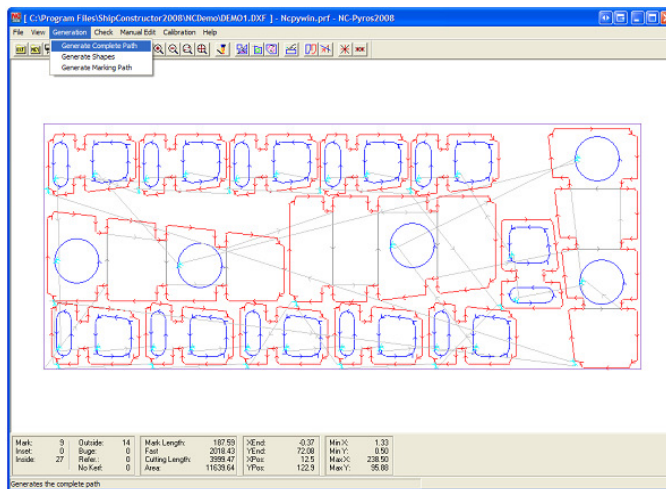 [ C:\Program Files\ShipConstructor2008\NCDemo\DEMO1.DXF ] - Ncpywin.prf - NC-Pyros2008
File View Generation Check Manual Edit Calibration Help
Generate Complete Path
Generate Shapes
Generate Marking Path
Mark: 9 Outside: 14 Mark Length: 187.59 XEnd: -0.37 Min X: 1.33
Inset: 0 Buge: 0 Fast 2018.43 YEnd: 72.08 Min Y: 0.50
Inside: 27 Refer.: 0 Cutting Length: 3999.47 XPos: 12.5 Max X: 238.50
No Kerf: 0 Area: 11639.64 YPos: 122.9 Max Y: 95.88
Generates the complete path